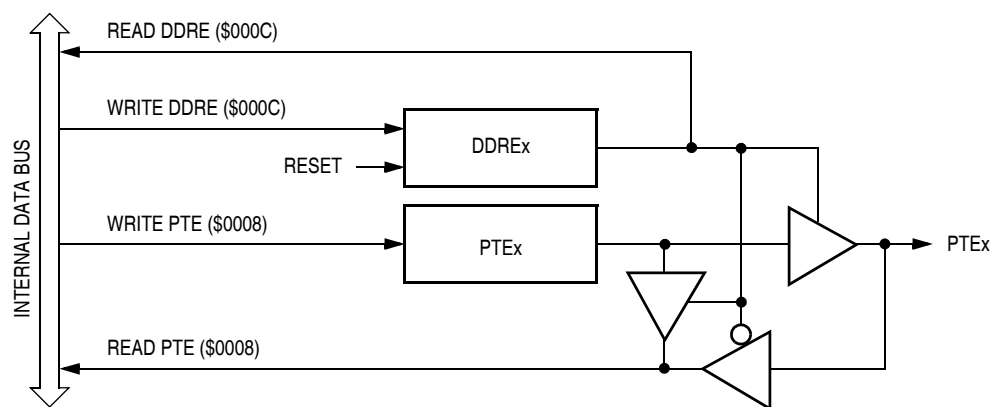 READ DDRE ($000C)
WRITE DDRE ($000C)
DDREx
RESET
WRITE PTE ($0008)
PTEx
PTEx
INTERNAL DATA BUS
READ PTE ($0008)